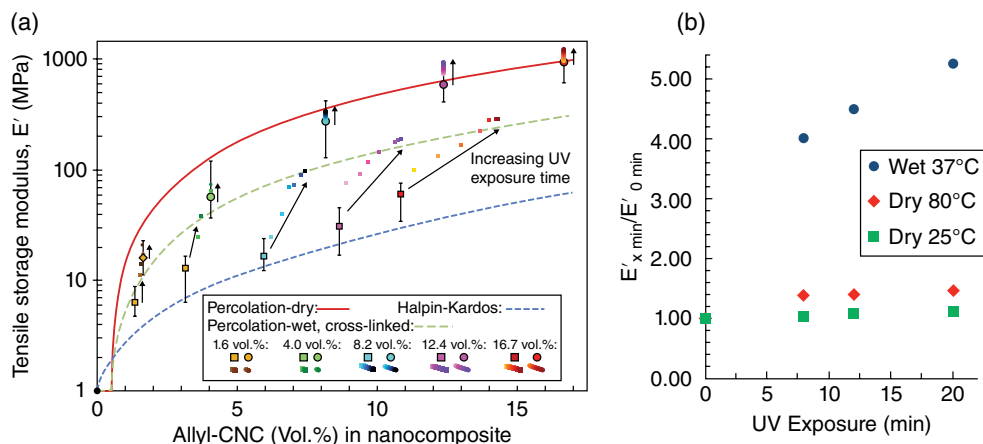 (a)
Tensile storage modulus, E′ (MPa)
1000
100
10
1
0
5
10
15
Allyl-CNC (Vol.%) in nanocomposite
Increasing UV
exposure time
Percolation-dry:
Halpin-Kardos:
Percolation-wet, cross-linked:
1.6 vol.%:
4.0 vol.%:
8.2 vol.%:
12.4 vol.%:
16.7 vol.%:
(b)
E′x min/E′ 0 min
5.00
4.00
3.00
2.00
1.00
0.00
0
5
10
15
20
UV Exposure (min)
Wet 37°C
Dry 80°C
Dry 25°C